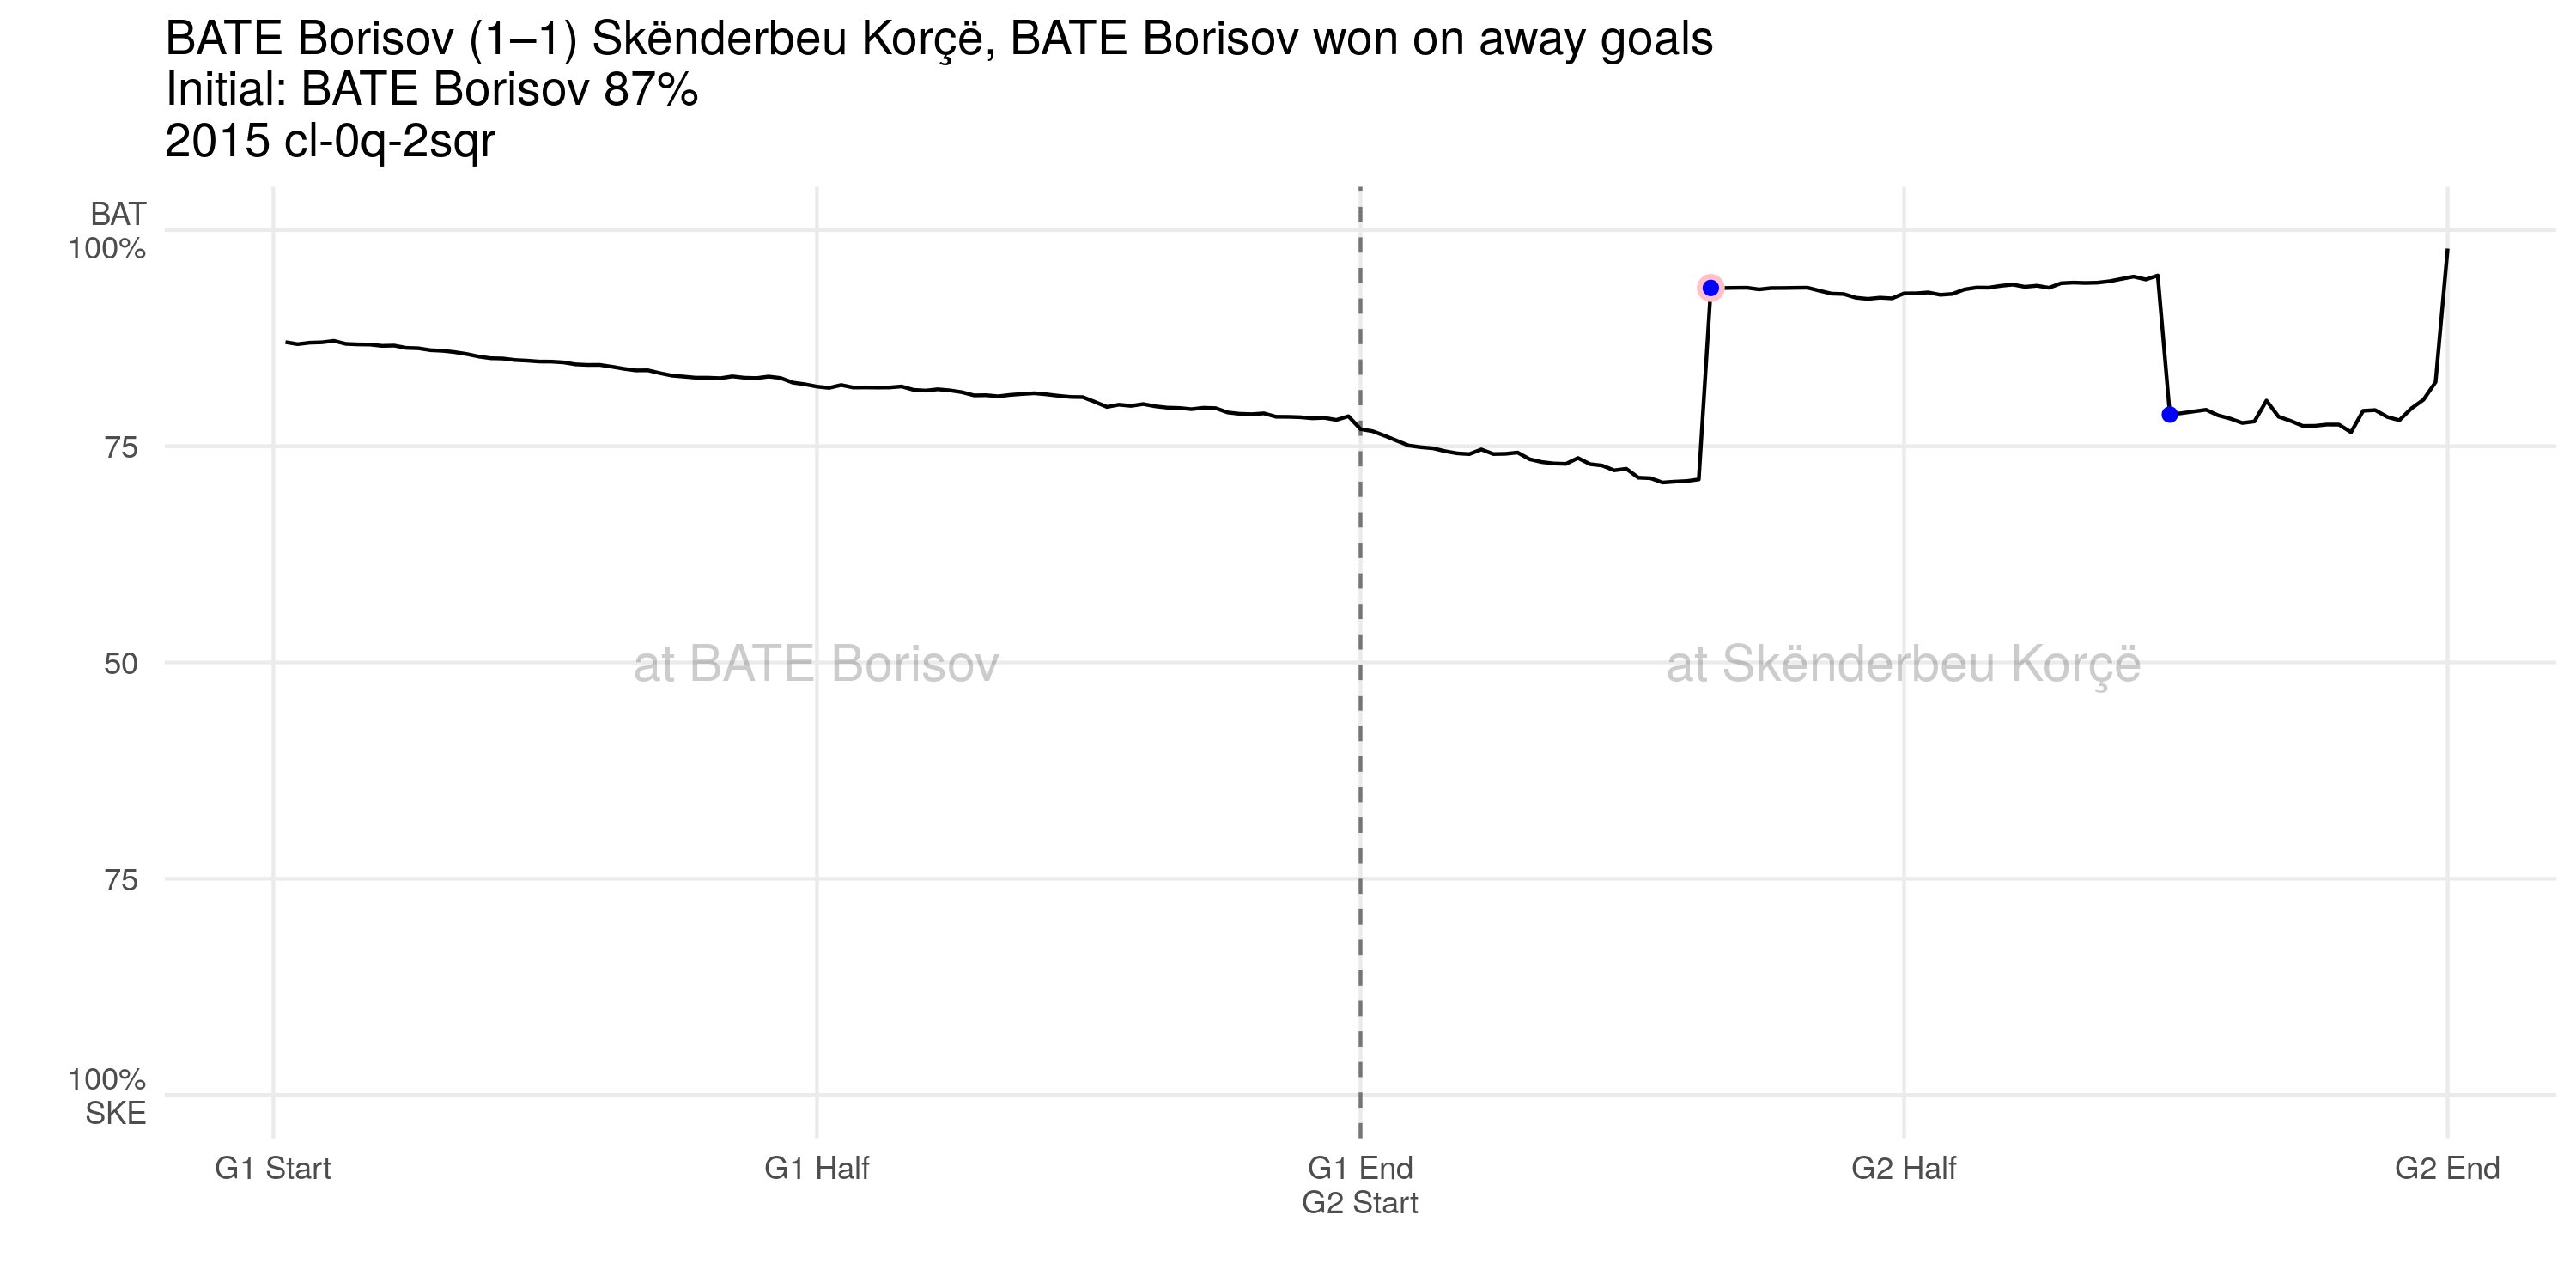 BATE Borisov (1–1) Skënderbeu Korçë, BATE Borisov won on away goals
Initial: BATE Borisov 87%
2015 cl-0q-2sqr
BAT
100%
75
50
75
100%
SKE
at BATE Borisov
at Skënderbeu Korçë
G1 Start
G1 Half
G1 End
G2 Start
G2 Half
G2 End